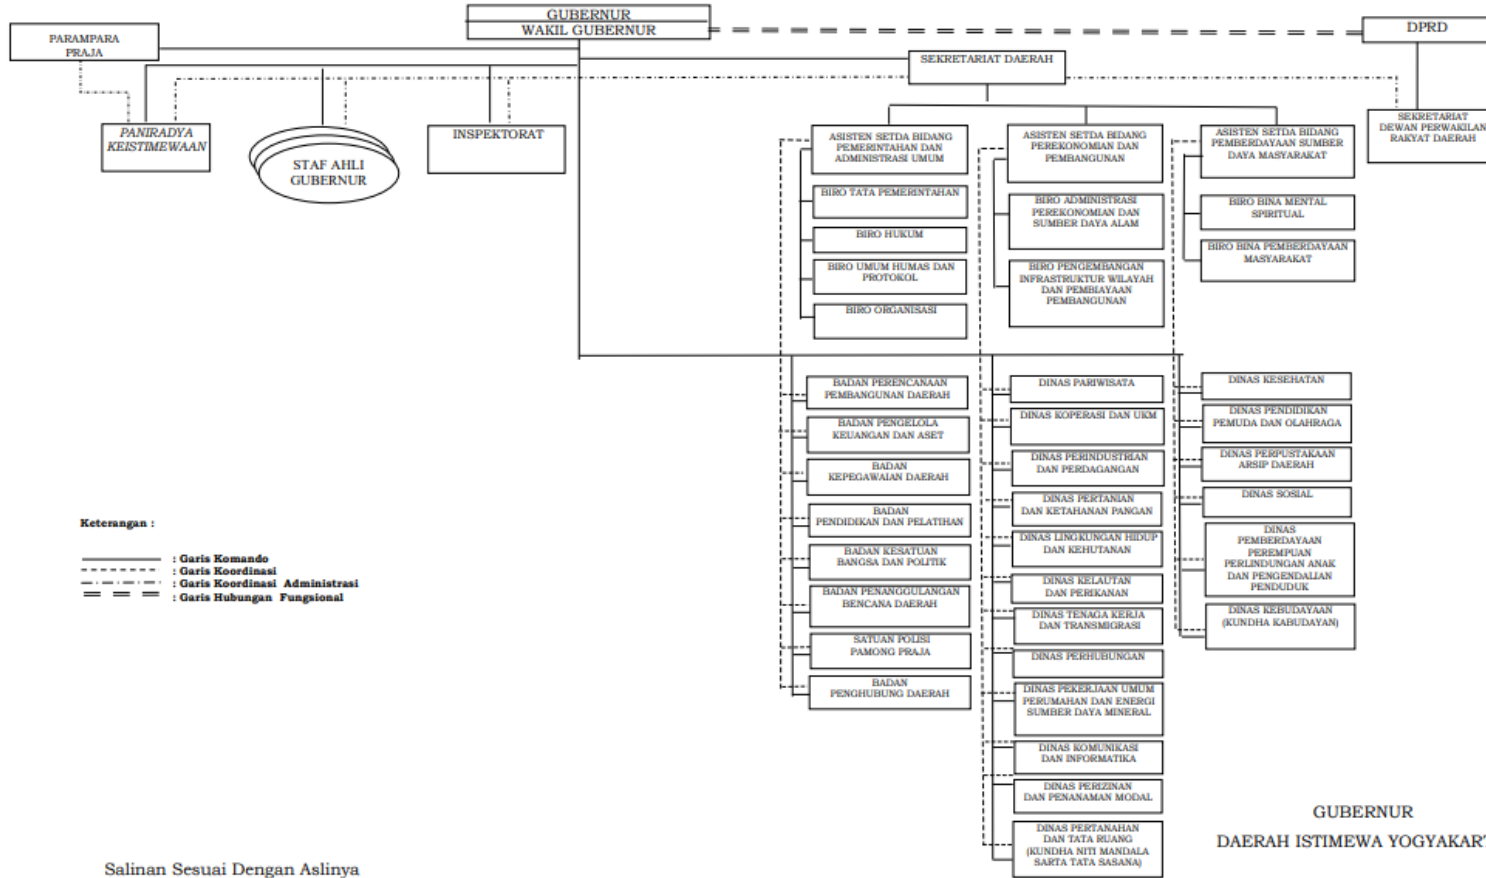 GUBERNUR
WAKIL GUBERNUR
PARAMPARA
PRAJA
DPRD
SEKRETARIAT DAERAH
PANIRADYA
KEISTIMEWAAN
STAF AHLI
GUBERNUR
INSPEKTORAT
SEKRETARIAT
DEWAN PERWAKILAN
RAKYAT DAERAH
ASISTEN SETDA BIDANG
PEMERINTAHAN DAN
ADMINISTRASI UMUM
BIRO TATA PEMERINTAHAN
BIRO HUKUM
BIRO UMUM HUMAS DAN
PROTOKOL
BIRO ORGANISASI
ASISTEN SETDA BIDANG
PEREKONOMIAN DAN
PEMBANGUNAN
BIRO ADMINISTRASI
PEREKONOMIAN DAN
SUMBER DAYA ALAM
BIRO PENGEMBANGAN
INFRASTRUKTUR WILAYAH
DAN PEMBIAYAAN
PEMBANGUNAN
ASISTEN SETDA BIDANG
PEMBERDAYAAN SUMBER
DAYA MASYARAKAT
BIRO BINA MENTAL
SPIRITUAL
BIRO BINA PEMBERDAYAAN
MASYARAKAT
BADAN PERENCANAAN
PEMBANGUNAN DAERAH
BADAN PENGELOLA
KEUANGAN DAN ASET
BADAN
KEPEGAWAIAN DAERAH
BADAN
PENDIDIKAN DAN PELATIHAN
BADAN KESATUAN
BANGSA DAN POLITIK
BADAN PENANGGULANGAN
BENCANA DAERAH
SATUAN POLISI
PAMONG PRAJA
BADAN
PENGHUBUNG DAERAH
DINAS PARIWISATA
DINAS KOPERASI DAN UKM
DINAS PERINDUSTRIAN
DAN PERDAGANGAN
DINAS PERTANIAN
DAN KETAHANAN PANGAN
DINAS LINGKUNGAN HIDUP
DAN KEHUTANAN
DINAS KELAUTAN
DAN PERIKANAN
DINAS TENAGA KERJA
DAN TRANSMIGRASI
DINAS PERHUBUNGAN
DINAS PEKERJAAN UMUM
PERUMAHAN DAN ENERGI
SUMBER DAYA MINERAL
DINAS KOMUNIKASI
DAN INFORMATIKA
DINAS PERIZINAN
DAN PENANAMAN MODAL
DINAS PERTANAHAN
DAN TATA RUANG
(KUNDHA NITI MANDALA
SARTA TATA SASANA)
DINAS KESEHATAN
DINAS PENDIDIKAN
PEMUDA DAN OLAHRAGA
DINAS PERPUSTAKAAN
ARSIP DAERAH
DINAS SOSIAL
DINAS
PEMBERDAYAAN
PEREMPUAN
PERLINDUNGAN ANAK
DAN PENGENDALIAN
PENDUDUK
DINAS KEBUDAYAAN
(KUNDHA KABUDAYAN)
Keterangan :
: Garis Komando
: Garis Koordinasi
: Garis Koordinasi Administrasi
: Garis Hubungan Fungsional
GUBERNUR
DAERAH ISTIMEWA YOGYAKART
Salinan Sesuai Dengan Aslinya